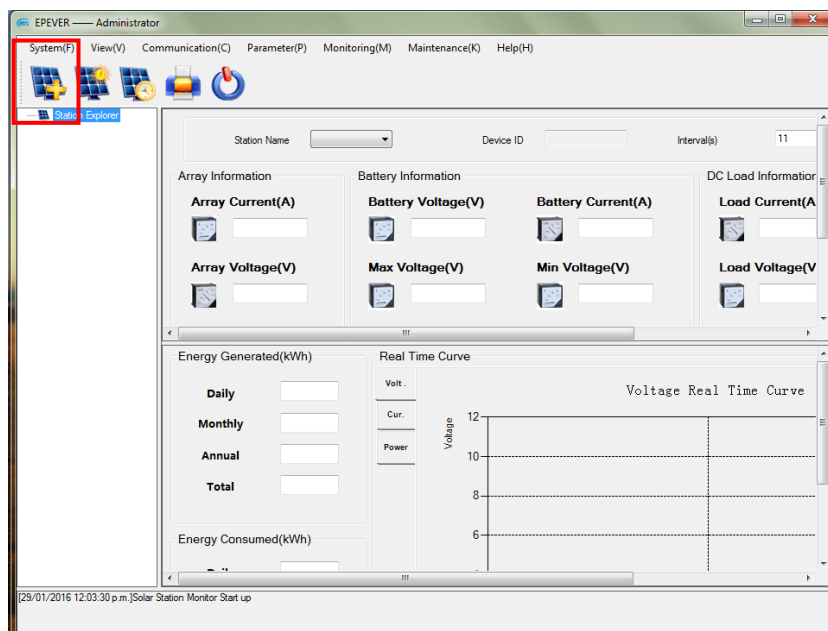 EPEVER —— Administrator
System(F) View(V) Communication(C) Parameter(P) Monitoring(M) Maintenance(K) Help(H)
Station Explorer
Station Name Device ID Interval(s) 11
Array Information Battery Information DC Load Information
Array Current(A) Battery Voltage(V) Battery Current(A) Load Current(A
Array Voltage(V) Max Voltage(V) Min Voltage(V) Load Voltage(V
Energy Generated(kWh) Real Time Curve
Volt .
Voltage Real Time Curve
Daily
Cur.
12
Monthly
Voltage
Power
10
Annual
Total
8
6
Energy Consumed(kWh)
[29/01/2016 12:03:30 p.m.]Solar Station Monitor Start up